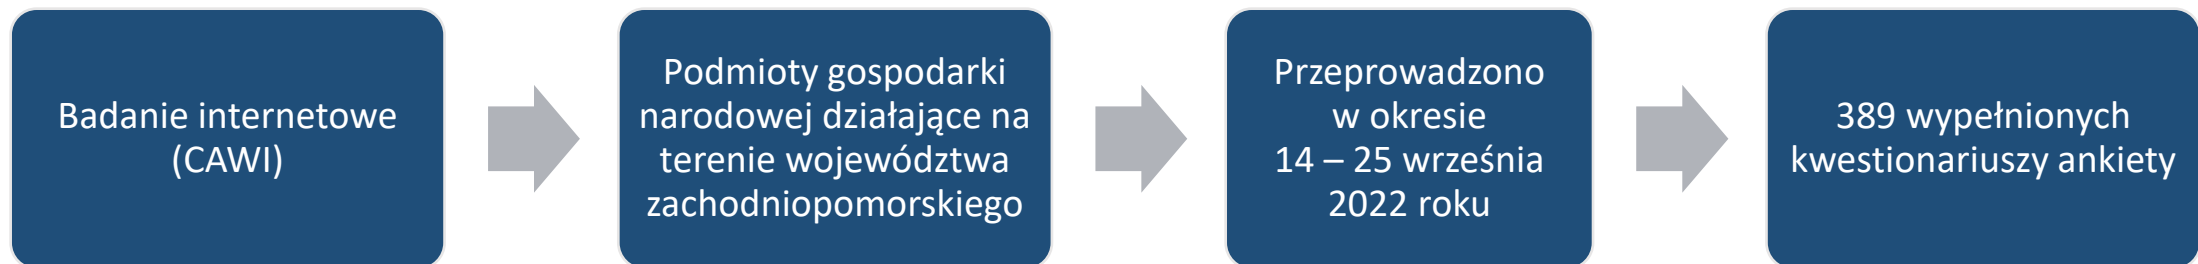 Badanie internetowe
(CAWI)
Podmioty gospodarki
narodowej działające na
terenie województwa
zachodniopomorskiego
Przeprowadzono
w okresie
14 – 25 września
2022 roku
389 wypełnionych
kwestionariuszy ankiety